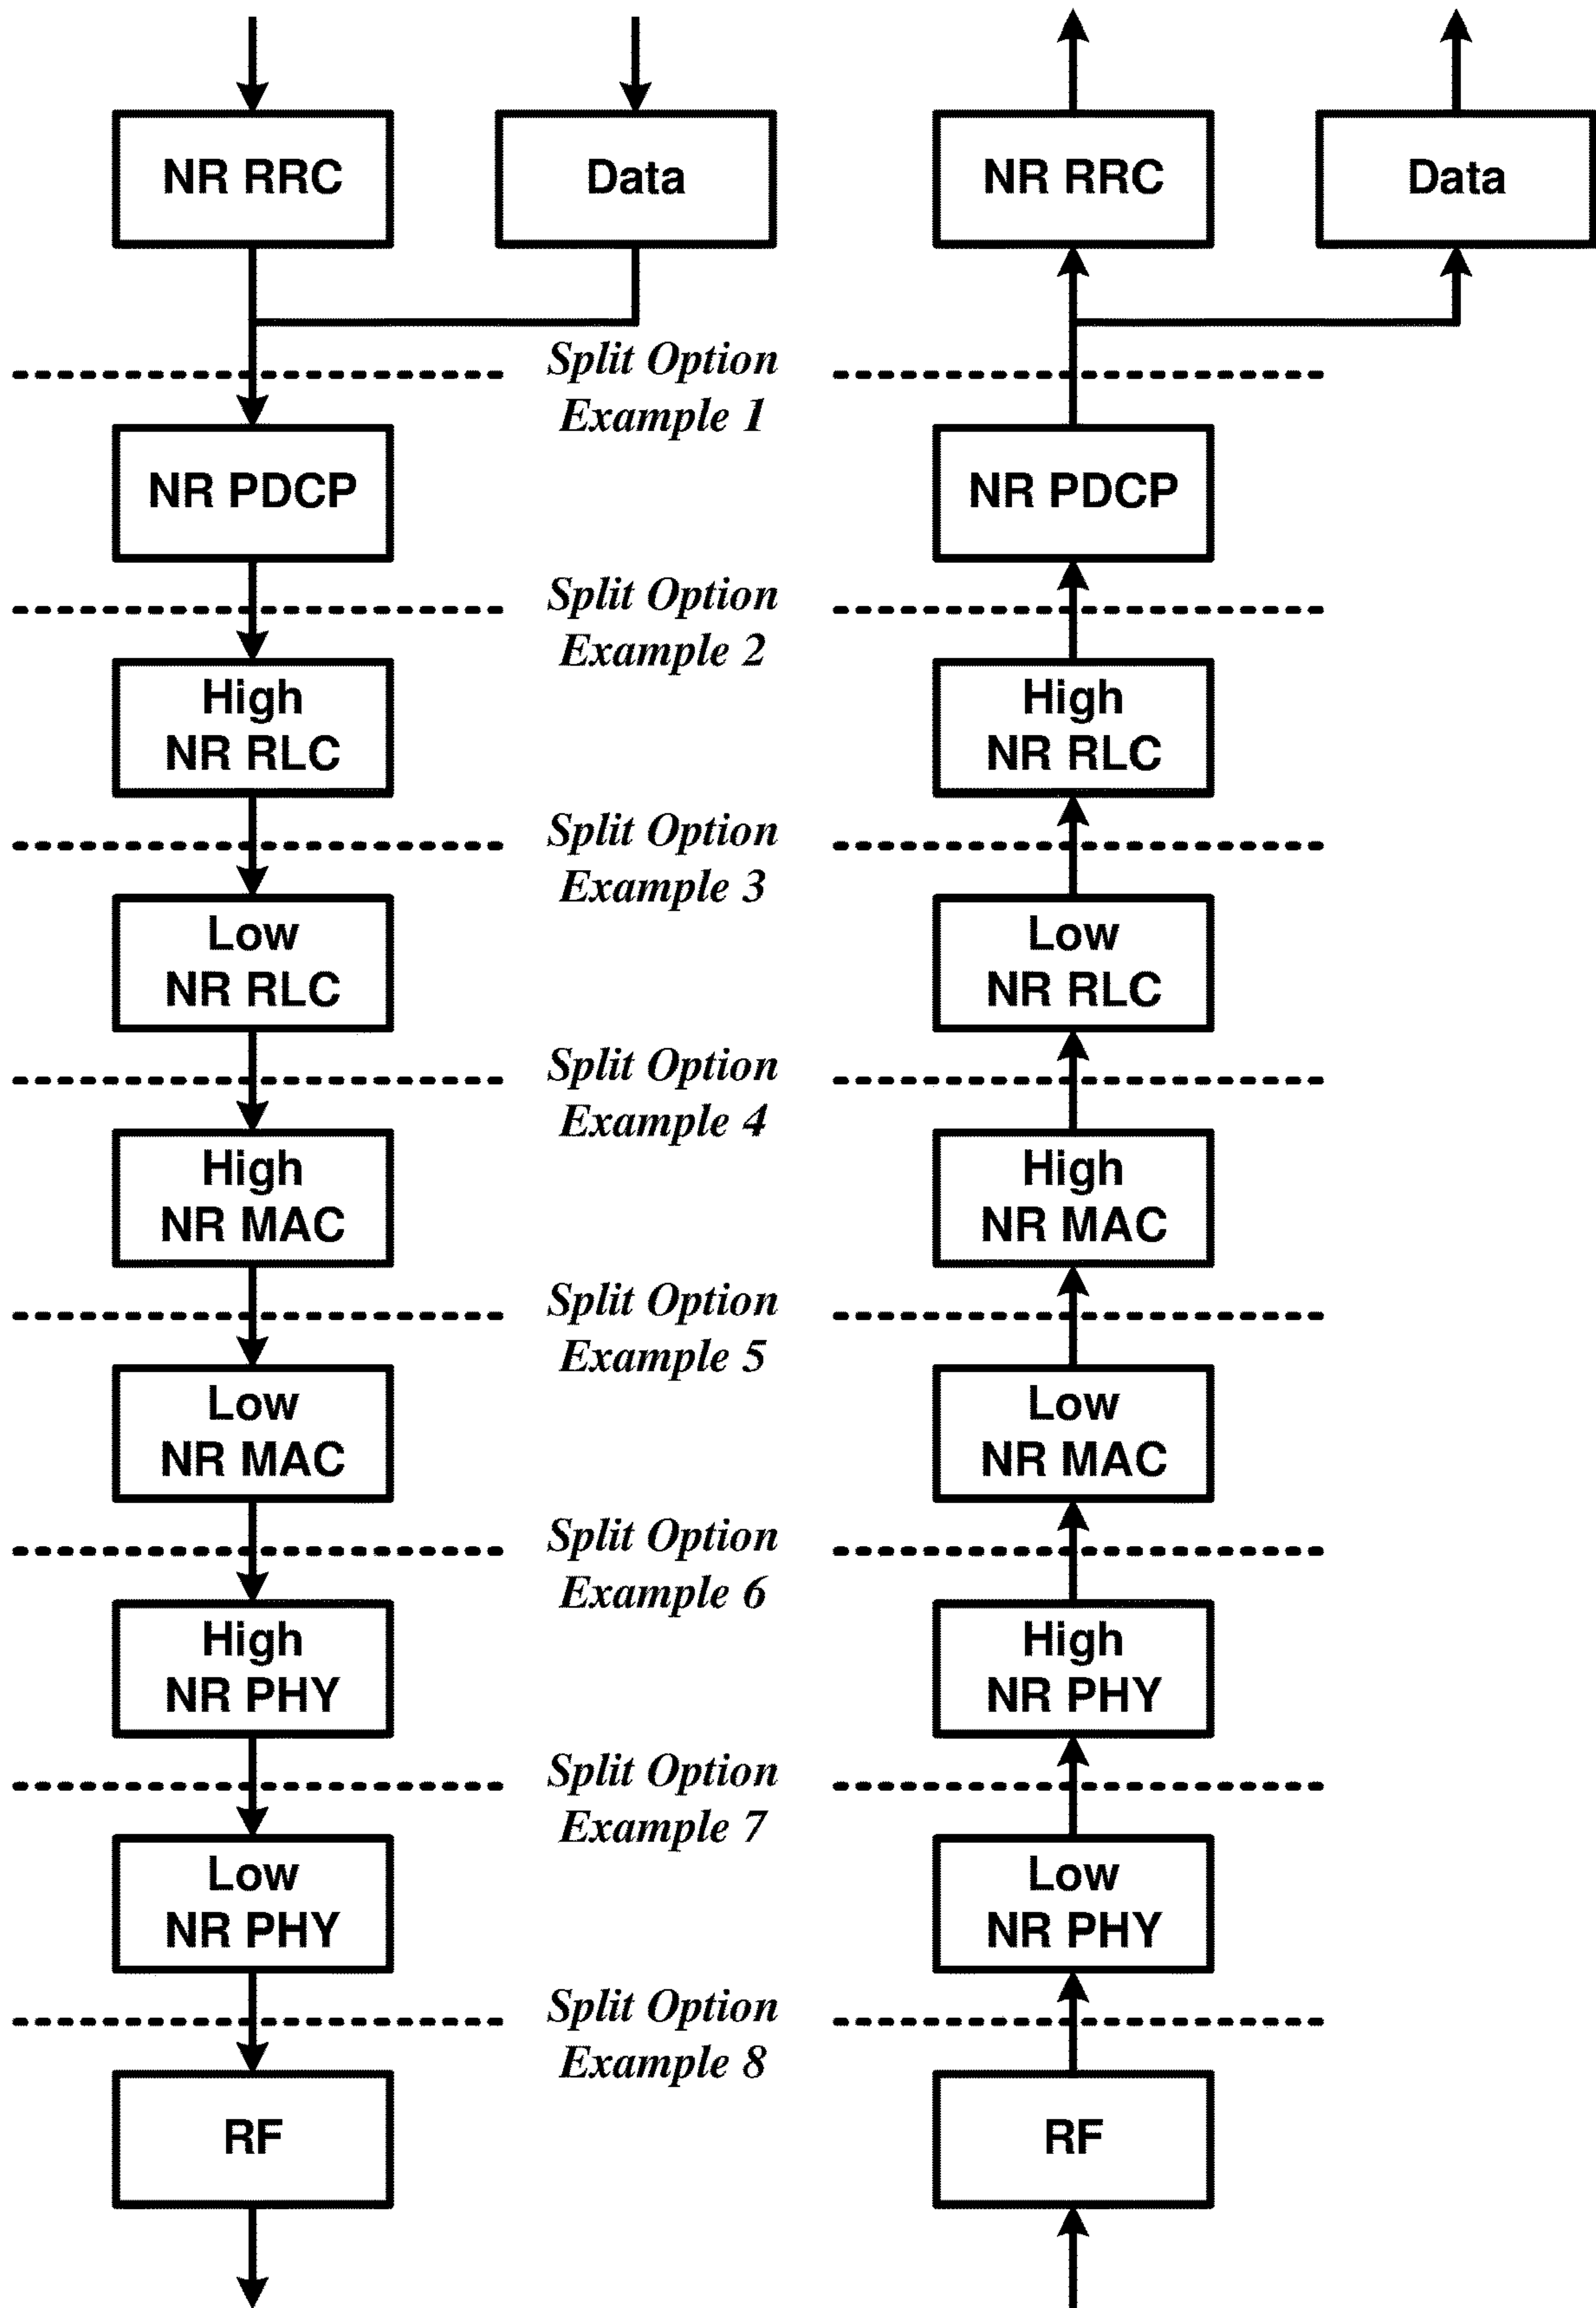 NR RRC
Data
NR RRC
Data
Split Option
Example 1
NR PDCP
NR PDCP
Split Option
Example 2
High
NR RLC
High
NR RLC
Split Option
Example 3
Low
NR RLC
Low
NR RLC
Split Option
Example 4
High
NR MAC
High
NR MAC
Split Option
Example 5
Low
NR MAC
Low
NR MAC
Split Option
Example 6
High
NR PHY
High
NR PHY
Split Option
Example 7
Low
NR PHY
Low
NR PHY
Split Option
Example 8
RF
RF